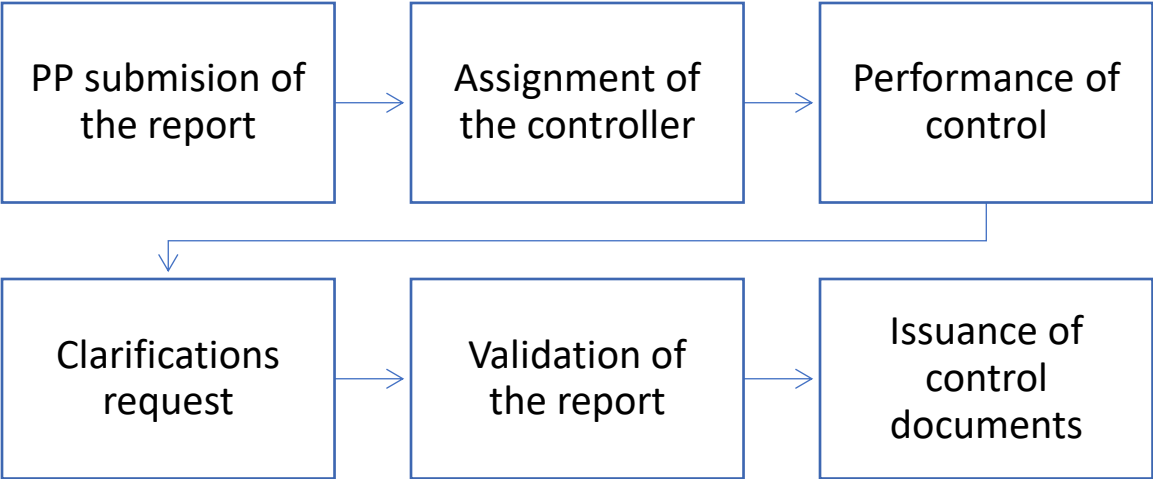 PP submision of
the report
Assignment of
the controller
Performance of
control
Clarifications
request
Validation of
the report
Issuance of
control
documents